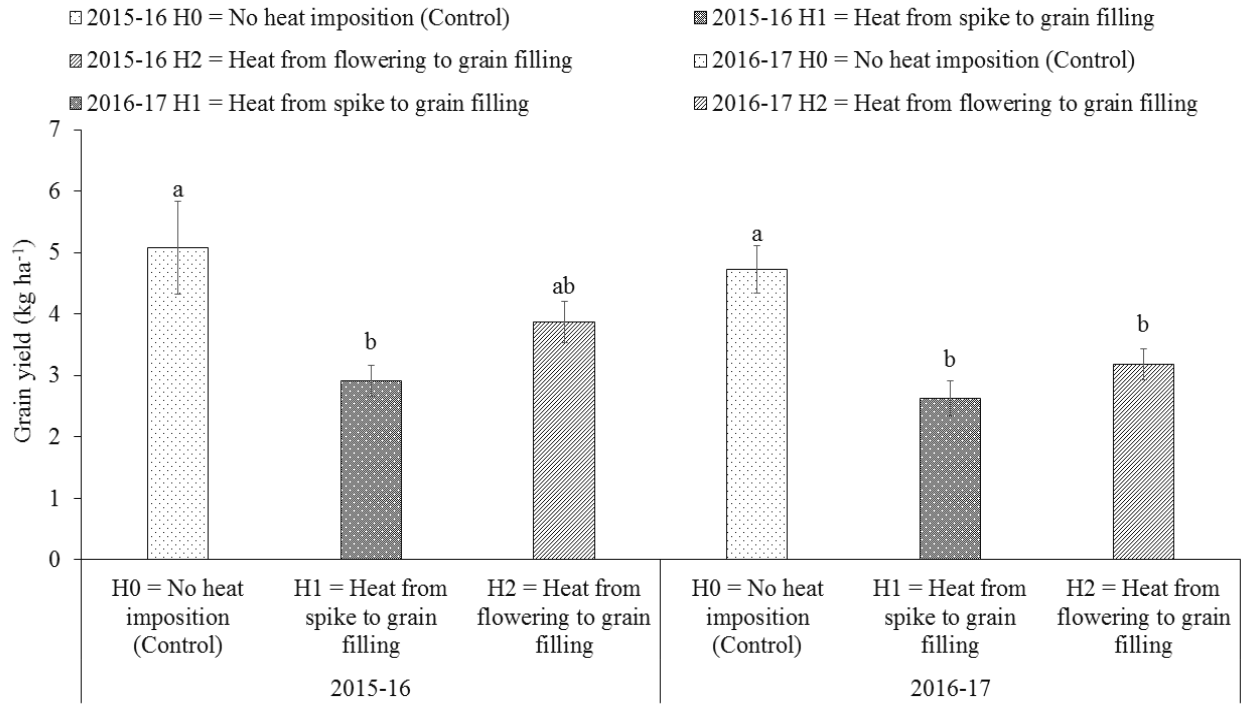 2015-16 H0 = No heat imposition (Control)
2015-16 H1 = Heat from spike to grain filling
2015-16 H2 = Heat from flowering to grain filling
2016-17 H0 = No heat imposition (Control)
2016-17 H1 = Heat from spike to grain filling
2016-17 H2 = Heat from flowering to grain filling
Grain yield (kg ha⁻¹)
7
6
5
4
3
2
1
0
a
b
ab
a
b
b
H0 = No heat
imposition
(Control)
H1 = Heat from
spike to grain
filling
H2 = Heat from
flowering to grain
filling
H0 = No heat
imposition
(Control)
H1 = Heat from
spike to grain
filling
H2 = Heat from
flowering to grain
filling
2015-16
2016-17